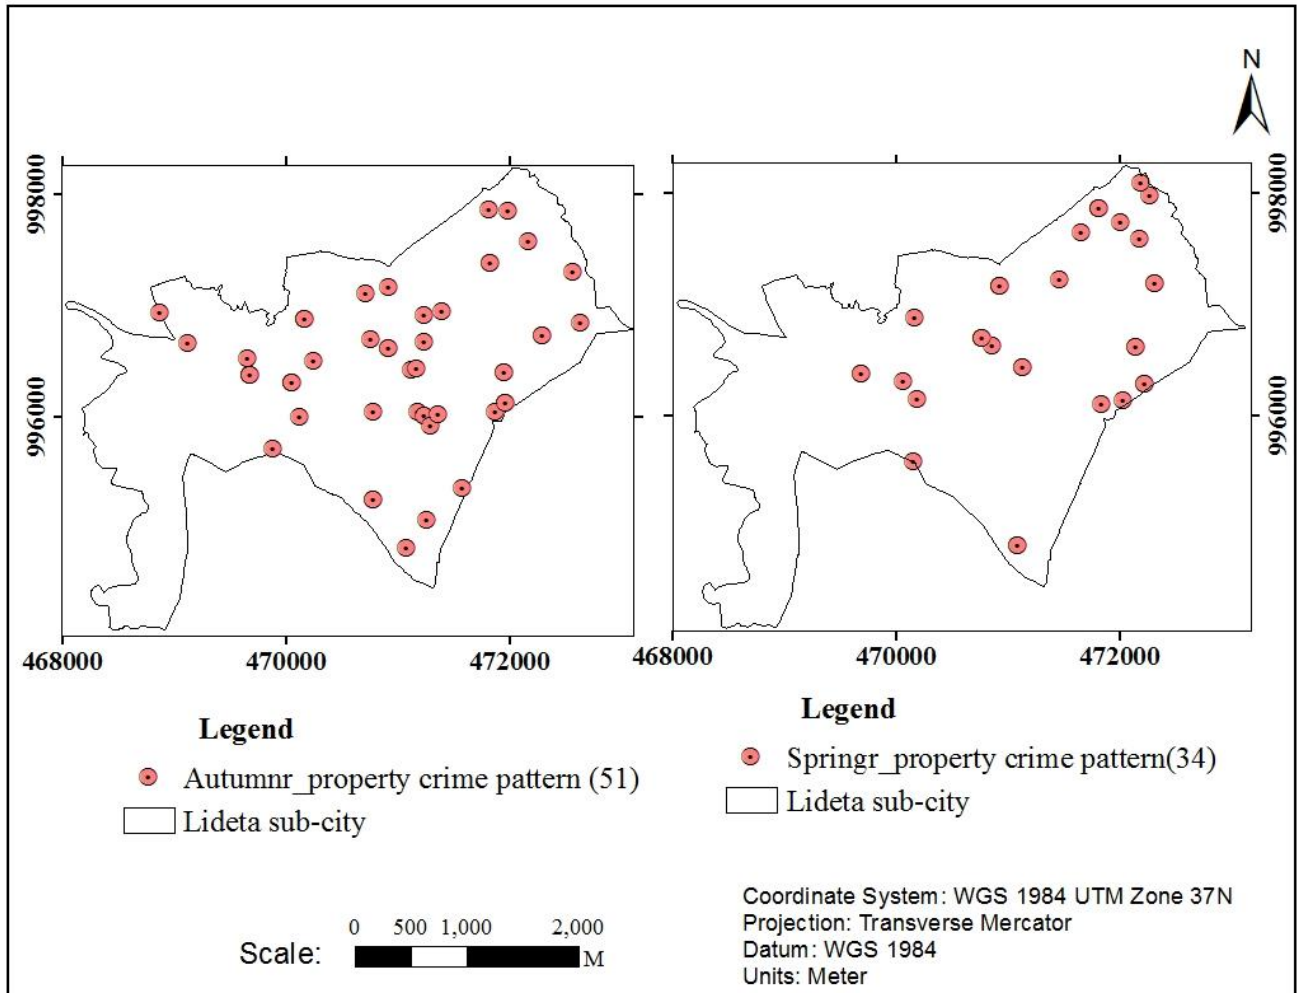 N
998000
996000
468000
470000
472000
998000
996000
468000
470000
472000
Legend
Autumnr_property crime pattern (51)
Lideta sub-city
Legend
Springr_property crime pattern(34)
Lideta sub-city
Scale:
0 500 1,000 2,000
M
Coordinate System: WGS 1984 UTM Zone 37N
Projection: Transverse Mercator
Datum: WGS 1984
Units: Meter